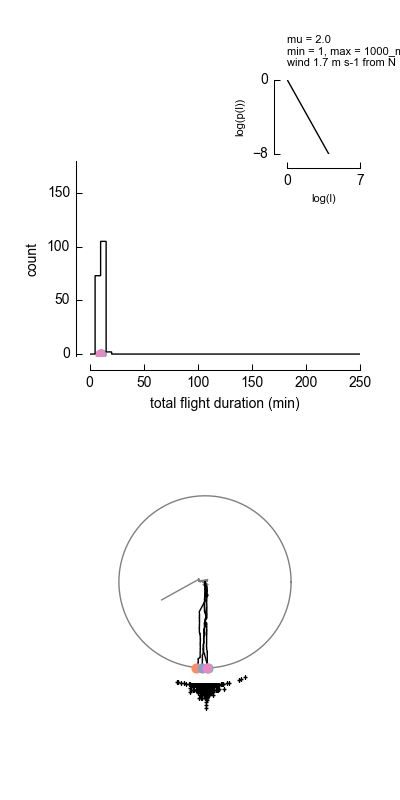 mu = 2.0
min = 1, max = 1000_m
wind 1.7 m s-1 from N
0
−8
log(p(l))
0 7
log(l)
150
100
50
0
count
0 50 100 150 200 250
total flight duration (min)